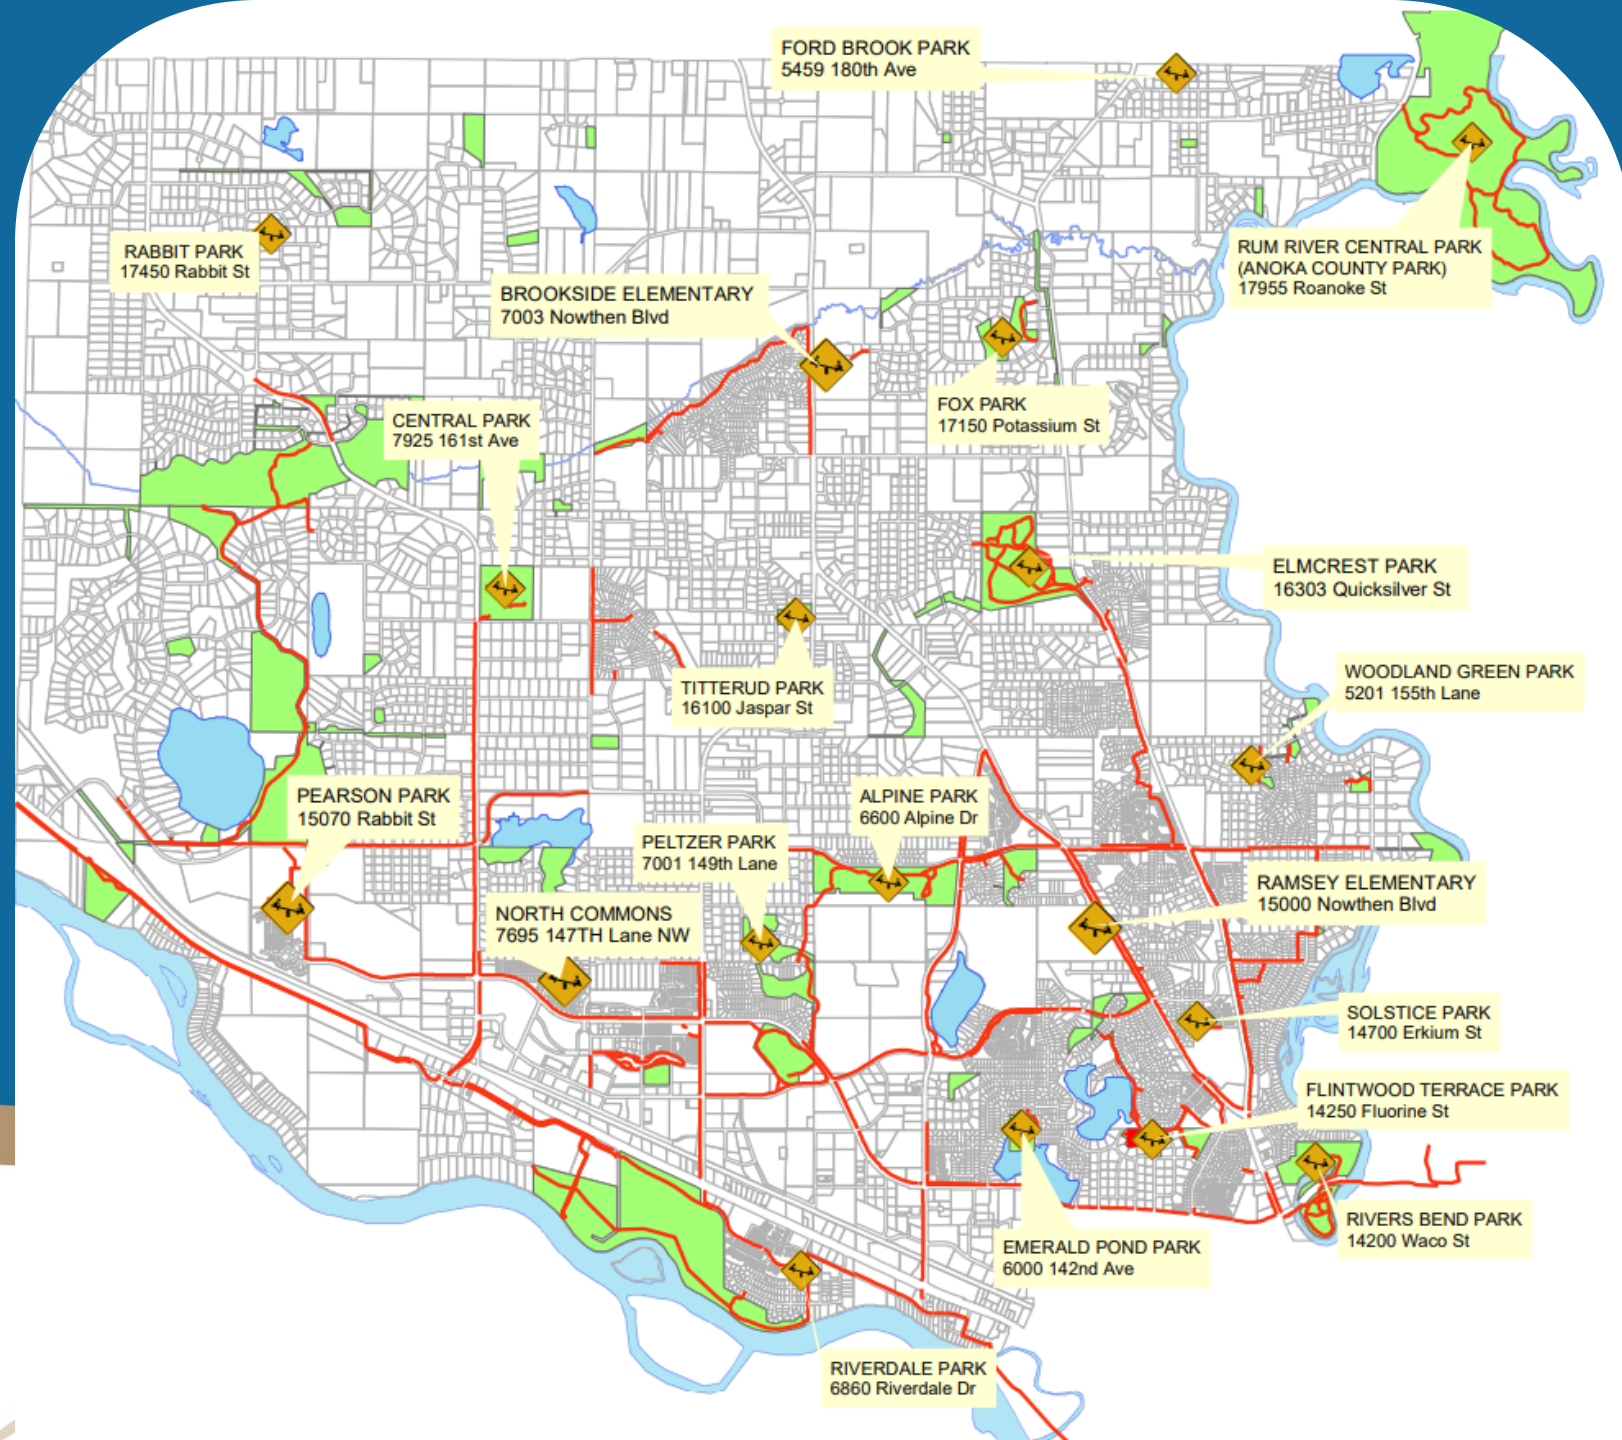 FORD BROOK PARK
5459 180th Ave
RABBIT PARK
17450 Rabbit St
RUM RIVER CENTRAL PARK
(ANOKA COUNTY PARK)
17955 Roanoke St
BROOKSIDE ELEMENTARY
7003 Nowthen Blvd
FOX PARK
17150 Potassium St
CENTRAL PARK
7925 161st Ave
ELMCREST PARK
16303 Quicksilver St
TITTERUD PARK
16100 Jaspar St
WOODLAND GREEN PARK
5201 155th Lane
PEARSON PARK
15070 Rabbit St
ALPINE PARK
6600 Alpine Dr
PELTZER PARK
7001 149th Lane
RAMSEY ELEMENTARY
15000 Nowthen Blvd
NORTH COMMONS
7695 147TH Lane NW
SOLSTICE PARK
14700 Erkium St
FLINTWOOD TERRACE PARK
14250 Fluorine St
RIVERS BEND PARK
14200 Waco St
EMERALD POND PARK
6000 142nd Ave
RIVERDALE PARK
6860 Riverdale Dr